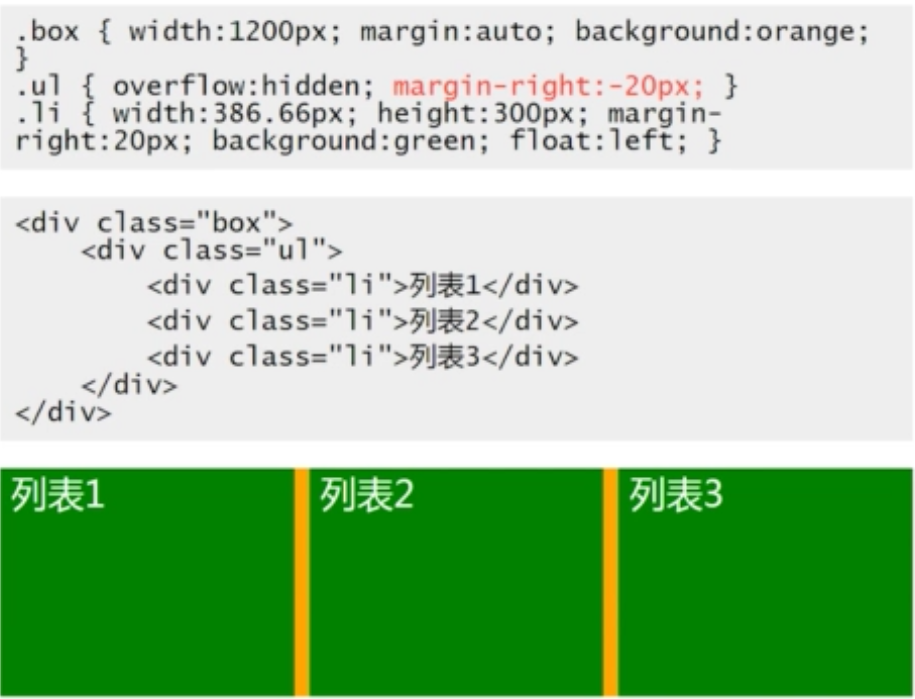 .box { width:1200px; margin:auto; background:orange;
}
.ul { overflow:hidden; margin-right:-20px; }
.li { width:386.66px; height:300px; margin-
right:20px; background:green; float:left; }
<div class="box">
    <div class="ul">
        <div class="li">列表1</div>
        <div class="li">列表2</div>
        <div class="li">列表3</div>
    </div>
</div>
列表1 列表2 列表3